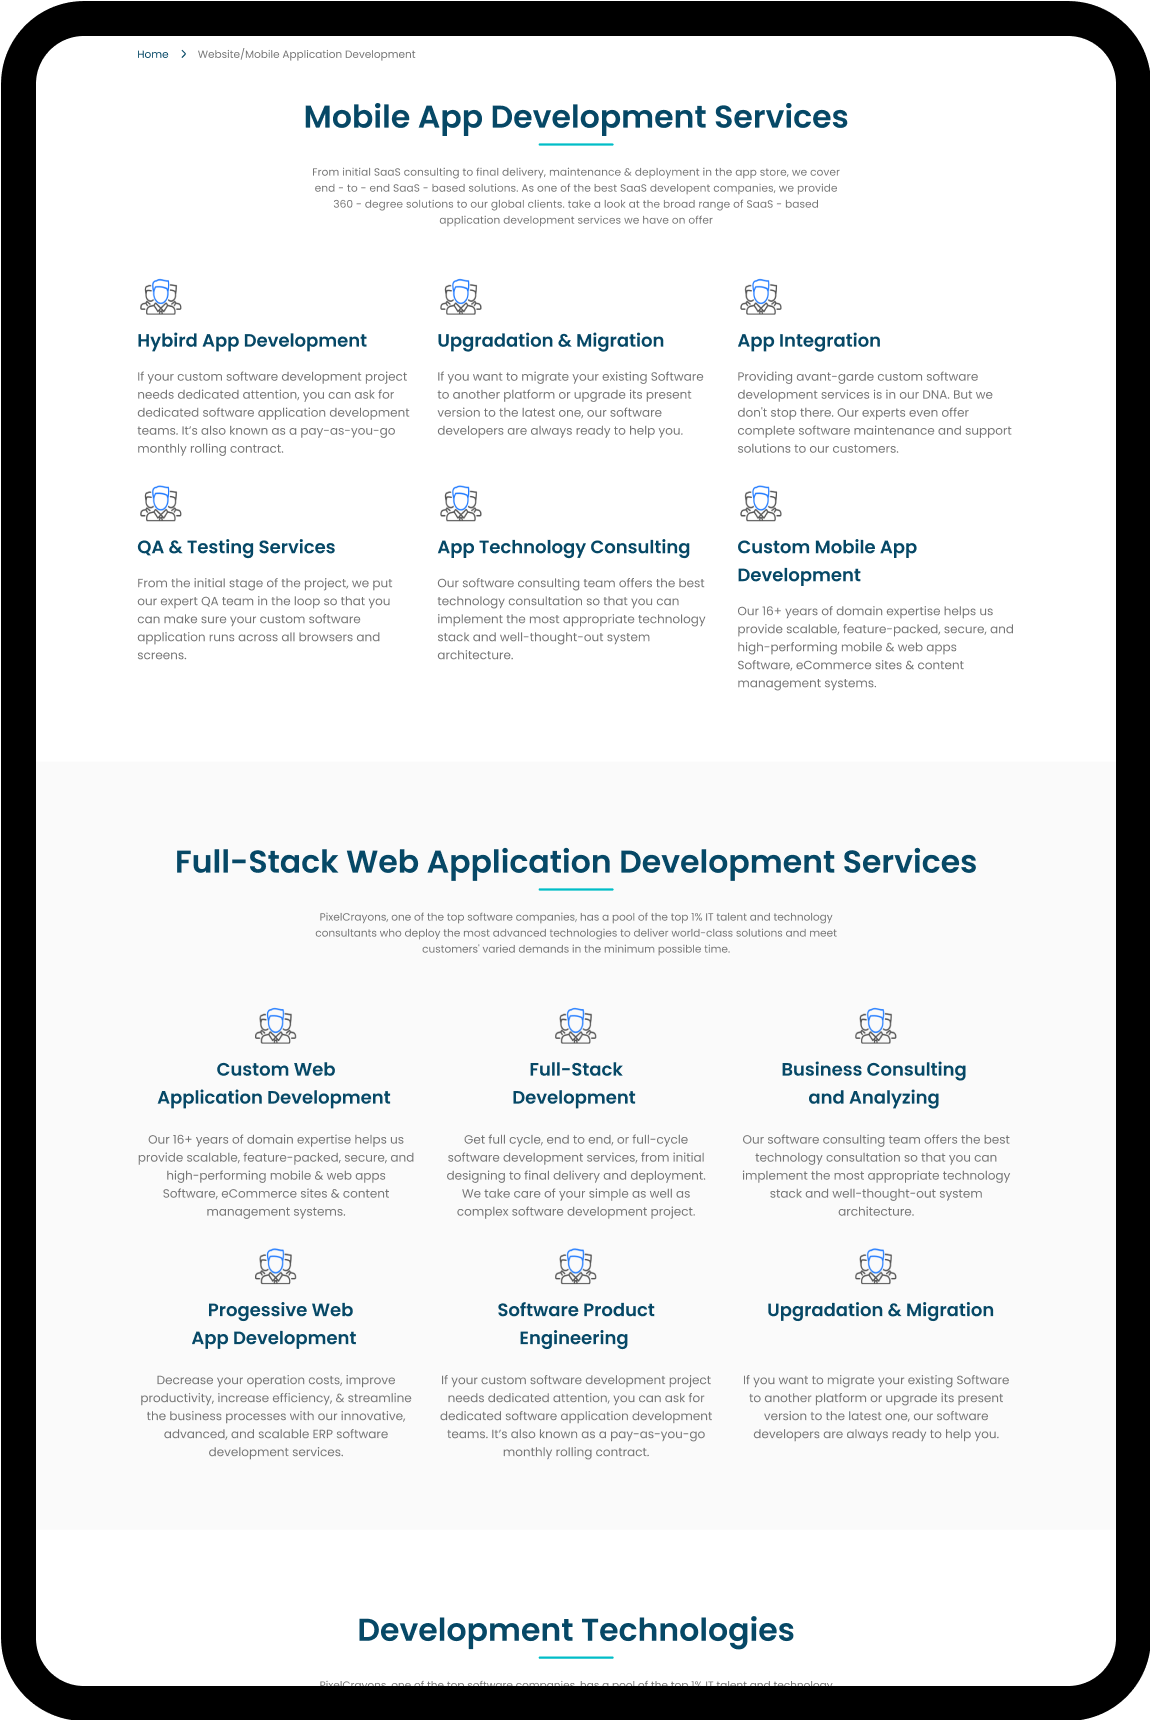 Home > Website/Mobile Application Development
Mobile App Development Services
From initial SaaS consulting to final delivery, maintenance & deployment in the app store, we cover
end - to - end SaaS - based solutions. As one of the best SaaS developent companies, we provide
360 - degree solutions to our global clients. take a look at the broad range of SaaS - based
application development services we have on offer
Hybird App Development
If your custom software development project
needs dedicated attention, you can ask for
dedicated software application development
teams. It's also known as a pay-as-you-go
monthly rolling contract.
Upgradation & Migration
If you want to migrate your existing Software
to another platform or upgrade its present
version to the latest one, our software
developers are always ready to help you.
App Integration
Providing avant-garde custom software
development services is in our DNA. But we
don't stop there. Our experts even offer
complete software maintenance and support
solutions to our customers.
QA & Testing Services
From the initial stage of the project, we put
our expert QA team in the loop so that you
can make sure your custom software
application runs across all browsers and
screens.
App Technology Consulting
Our software consulting team offers the best
technology consultation so that you can
implement the most appropriate technology
stack and well-thought-out system
architecture.
Custom Mobile App
Development
Our 16+ years of domain expertise helps us
provide scalable, feature-packed, secure, and
high-performing mobile & web apps
Software, eCommerce sites & content
management systems.
Full-Stack Web Application Development Services
PixelCrayons, one of the top software companies, has a pool of the top 1% IT talent and technology
consultants who deploy the most advanced technologies to deliver world-class solutions and meet
customers' varied demands in the minimum possible time.
Custom Web
Application Development
Our 16+ years of domain expertise helps us
provide scalable, feature-packed, secure, and
high-performing mobile & web apps
Software, eCommerce sites & content
management systems.
Full-Stack
Development
Get full cycle, end to end, or full-cycle
software development services, from initial
designing to final delivery and deployment.
We take care of your simple as well as
complex software development project.
Business Consulting
and Analyzing
Our software consulting team offers the best
technology consultation so that you can
implement the most appropriate technology
stack and well-thought-out system
architecture.
Progessive Web
App Development
Decrease your operation costs, improve
productivity, increase efficiency, & streamline
the business processes with our innovative,
advanced, and scalable ERP software
development services.
Software Product
Engineering
If your custom software development project
needs dedicated attention, you can ask for
dedicated software application development
teams. It's also known as a pay-as-you-go
monthly rolling contract.
Upgradation & Migration
If you want to migrate your existing Software
to another platform or upgrade its present
version to the latest one, our software
developers are always ready to help you.
Development Technologies
PixelCrayons, one of the top software companies, has a pool of the top 1% IT talent and technology